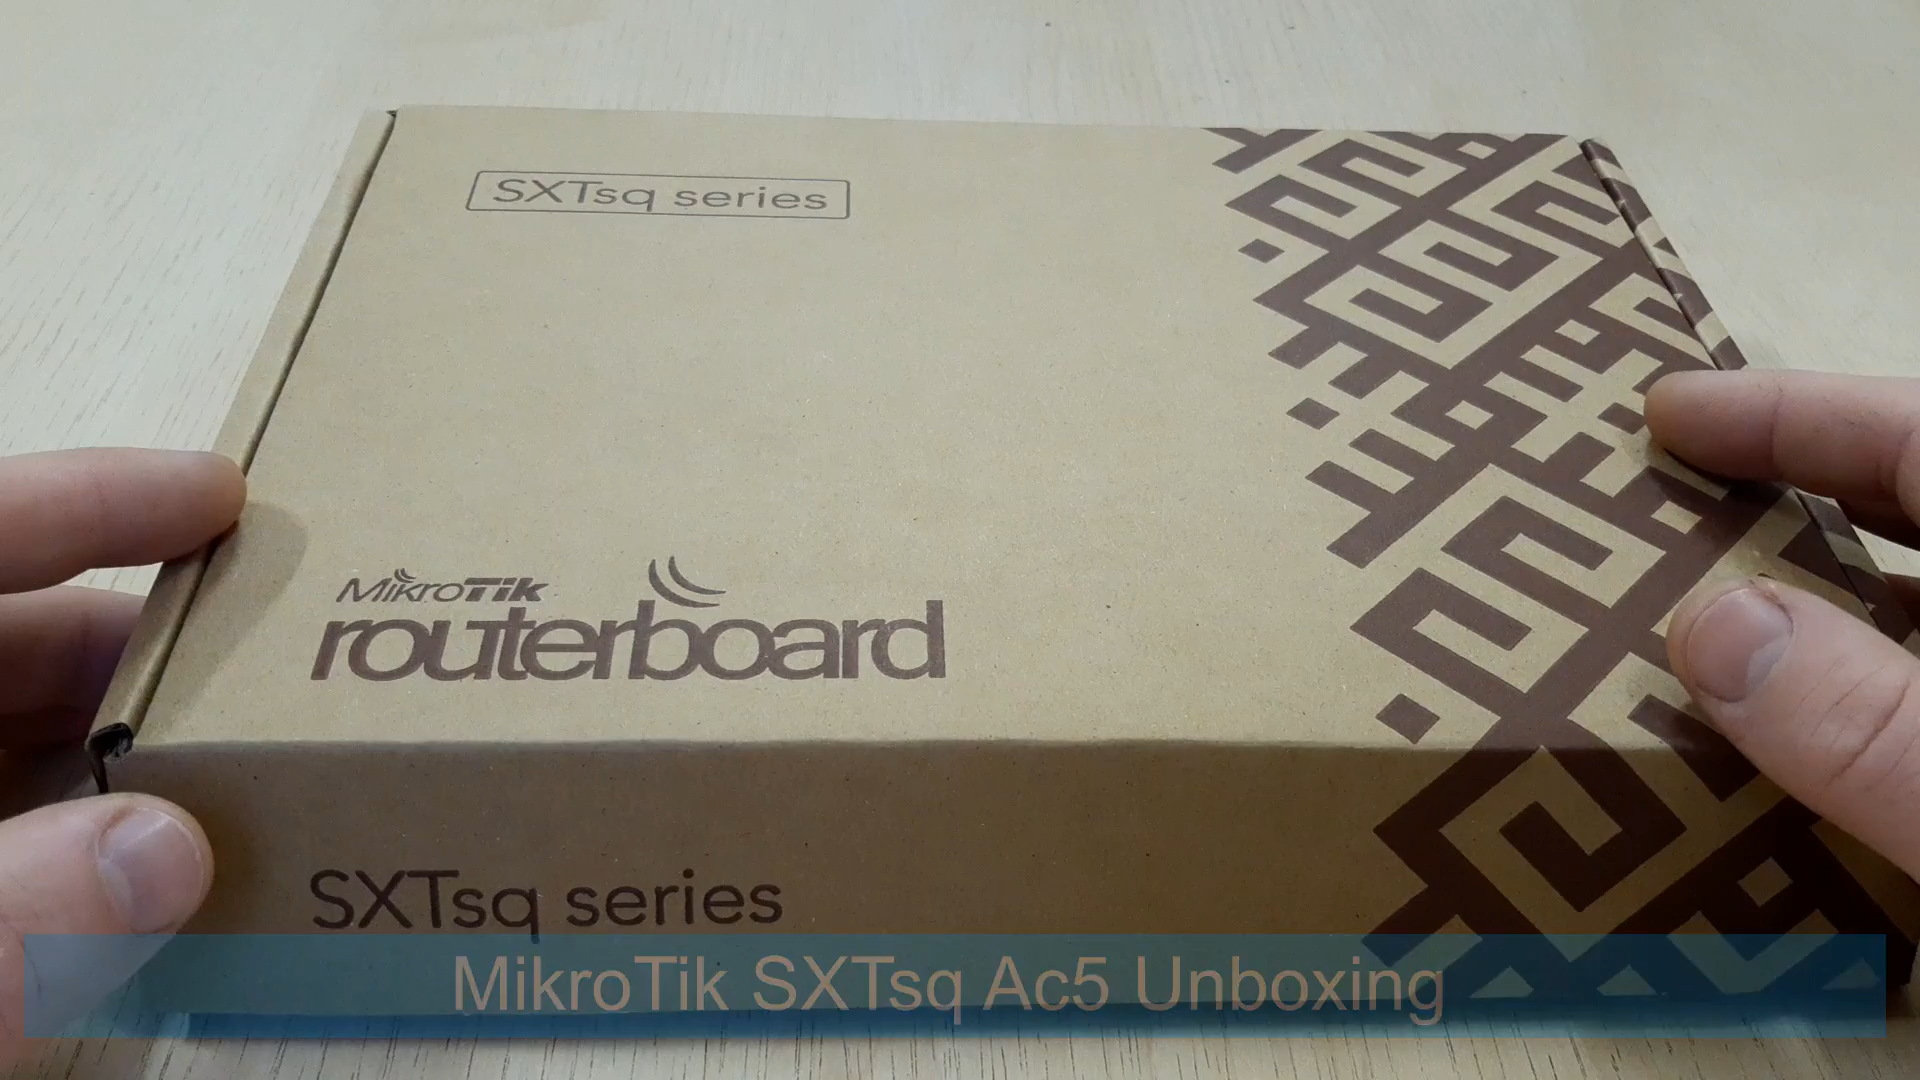 SXTsq series
MikroTik
routerboard
SXTsq series
MikroTik SXTsq Ac5 Unboxing